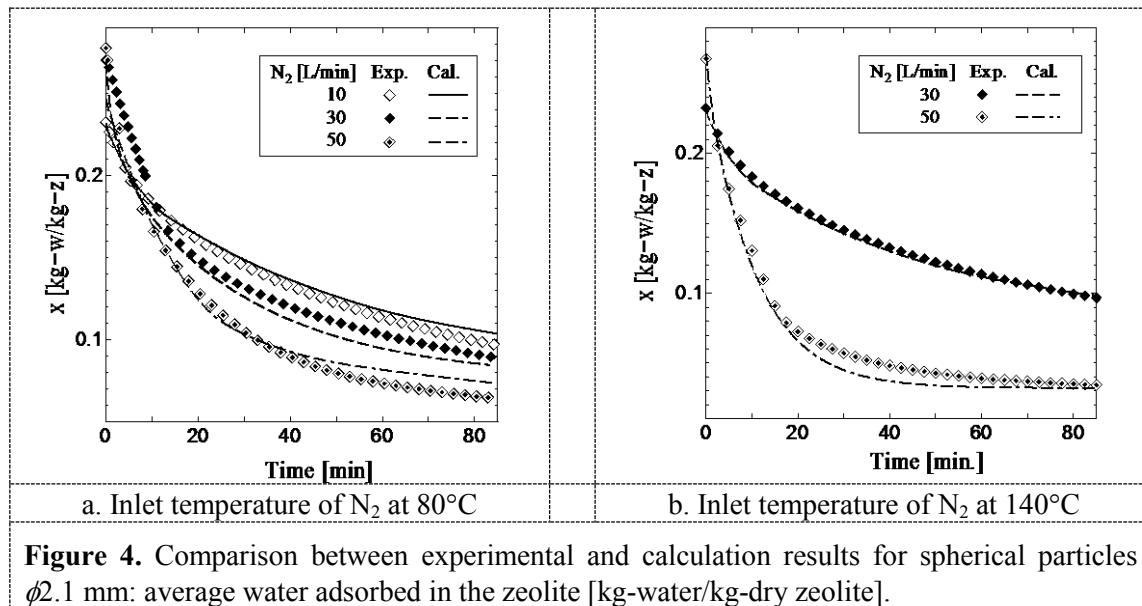 N₂ [L/min] Exp. Cal.
10
30
50
0.2
0.1
x [kg-w/kg-z]
0 20 40 60 80
Time [min]
N₂ [L/min] Exp. Cal.
30
50
0.2
0.1
x [kg-w/kg-z]
0 20 40 60 80
Time [min.]
a. Inlet temperature of N₂ at 80°C
b. Inlet temperature of N₂ at 140°C
Figure 4. Comparison between experimental and calculation results for spherical particles
ϕ2.1 mm: average water adsorbed in the zeolite [kg-water/kg-dry zeolite].